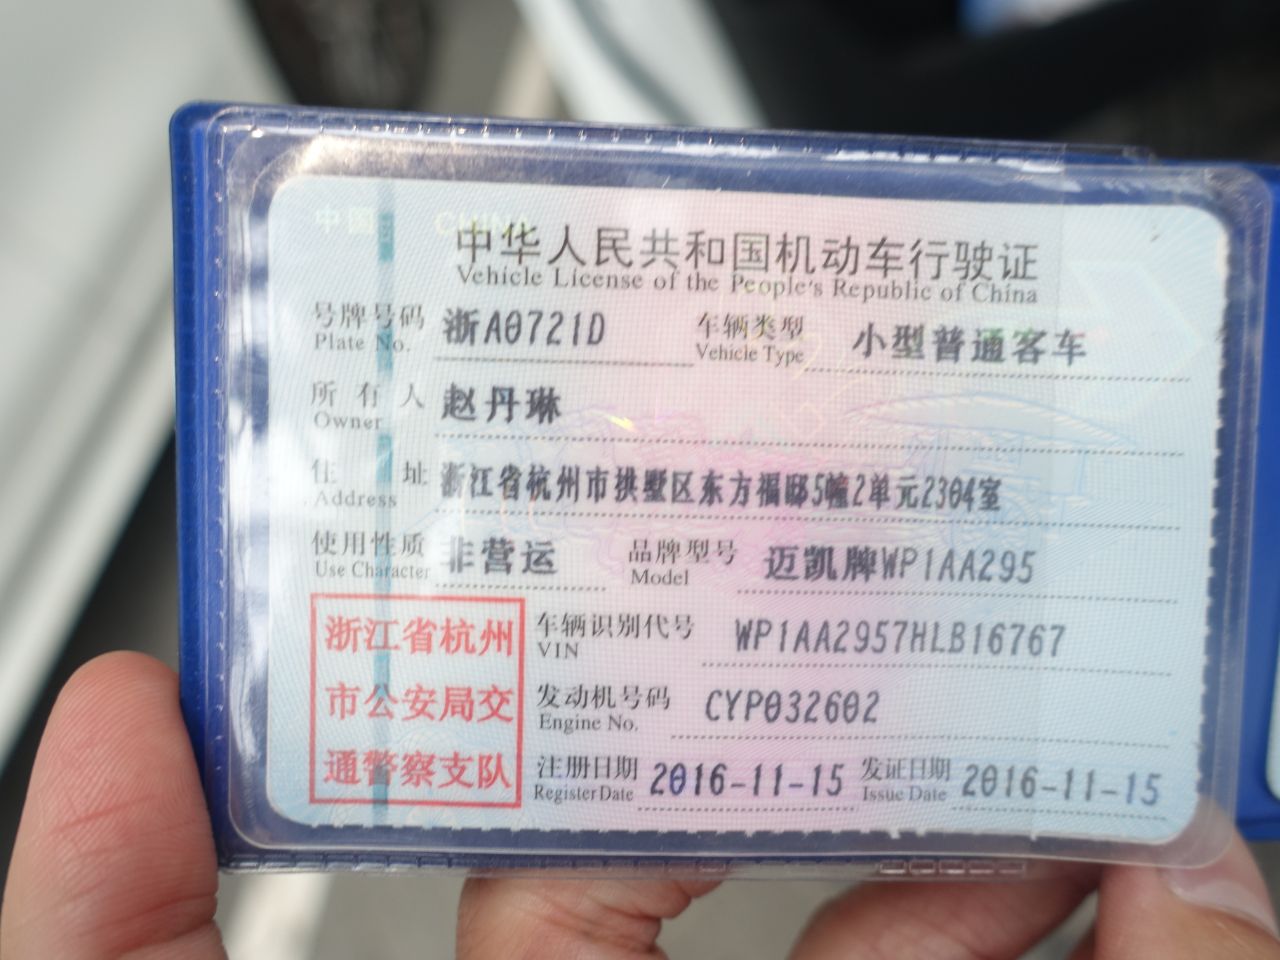 中国 CHINA
中华人民共和国机动车行驶证
Vehicle License of the People's Republic of China
号牌号码 浙A0721D 车辆类型 小型普通客车
Plate No. Vehicle Type
所有人 赵丹琳
Owner
住址 浙江省杭州市拱墅区东方福邸5幢2单元2304室
Address
使用性质 非营运 品牌型号 迈凯牌WP1AA295
Use Character Model
浙江省杭州
市公安局交
通警察支队
车辆识别代号 WP1AA2957HLB16767
VIN
发动机号码 CYP032602
Engine No.
注册日期 2016-11-15 发证日期 2016-11-15
Register Date Issue Date